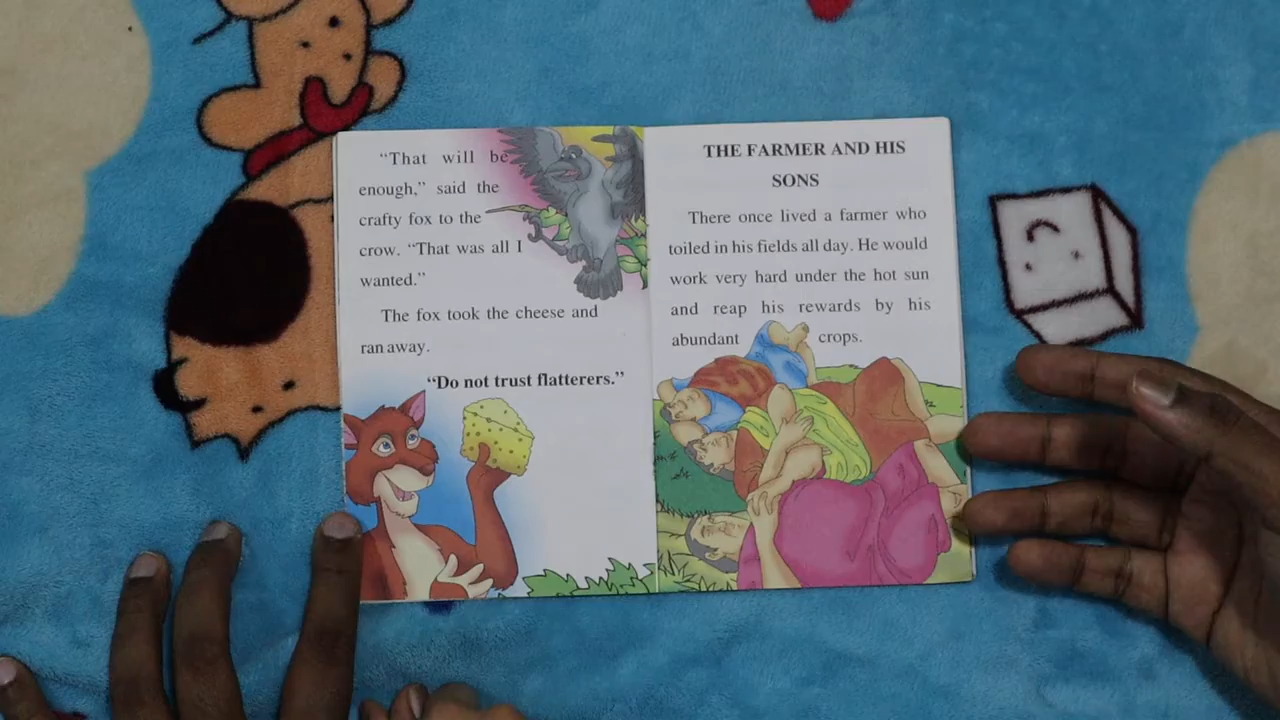 “That will be
enough,” said the
crafty fox to the
crow. “That was all I
wanted.”
The fox took the cheese and
ran away.
“Do not trust flatterers.”
THE FARMER AND HIS
SONS
There once lived a farmer who
toiled in his fields all day. He would
work very hard under the hot sun
and reap his rewards by his
abundant crops.